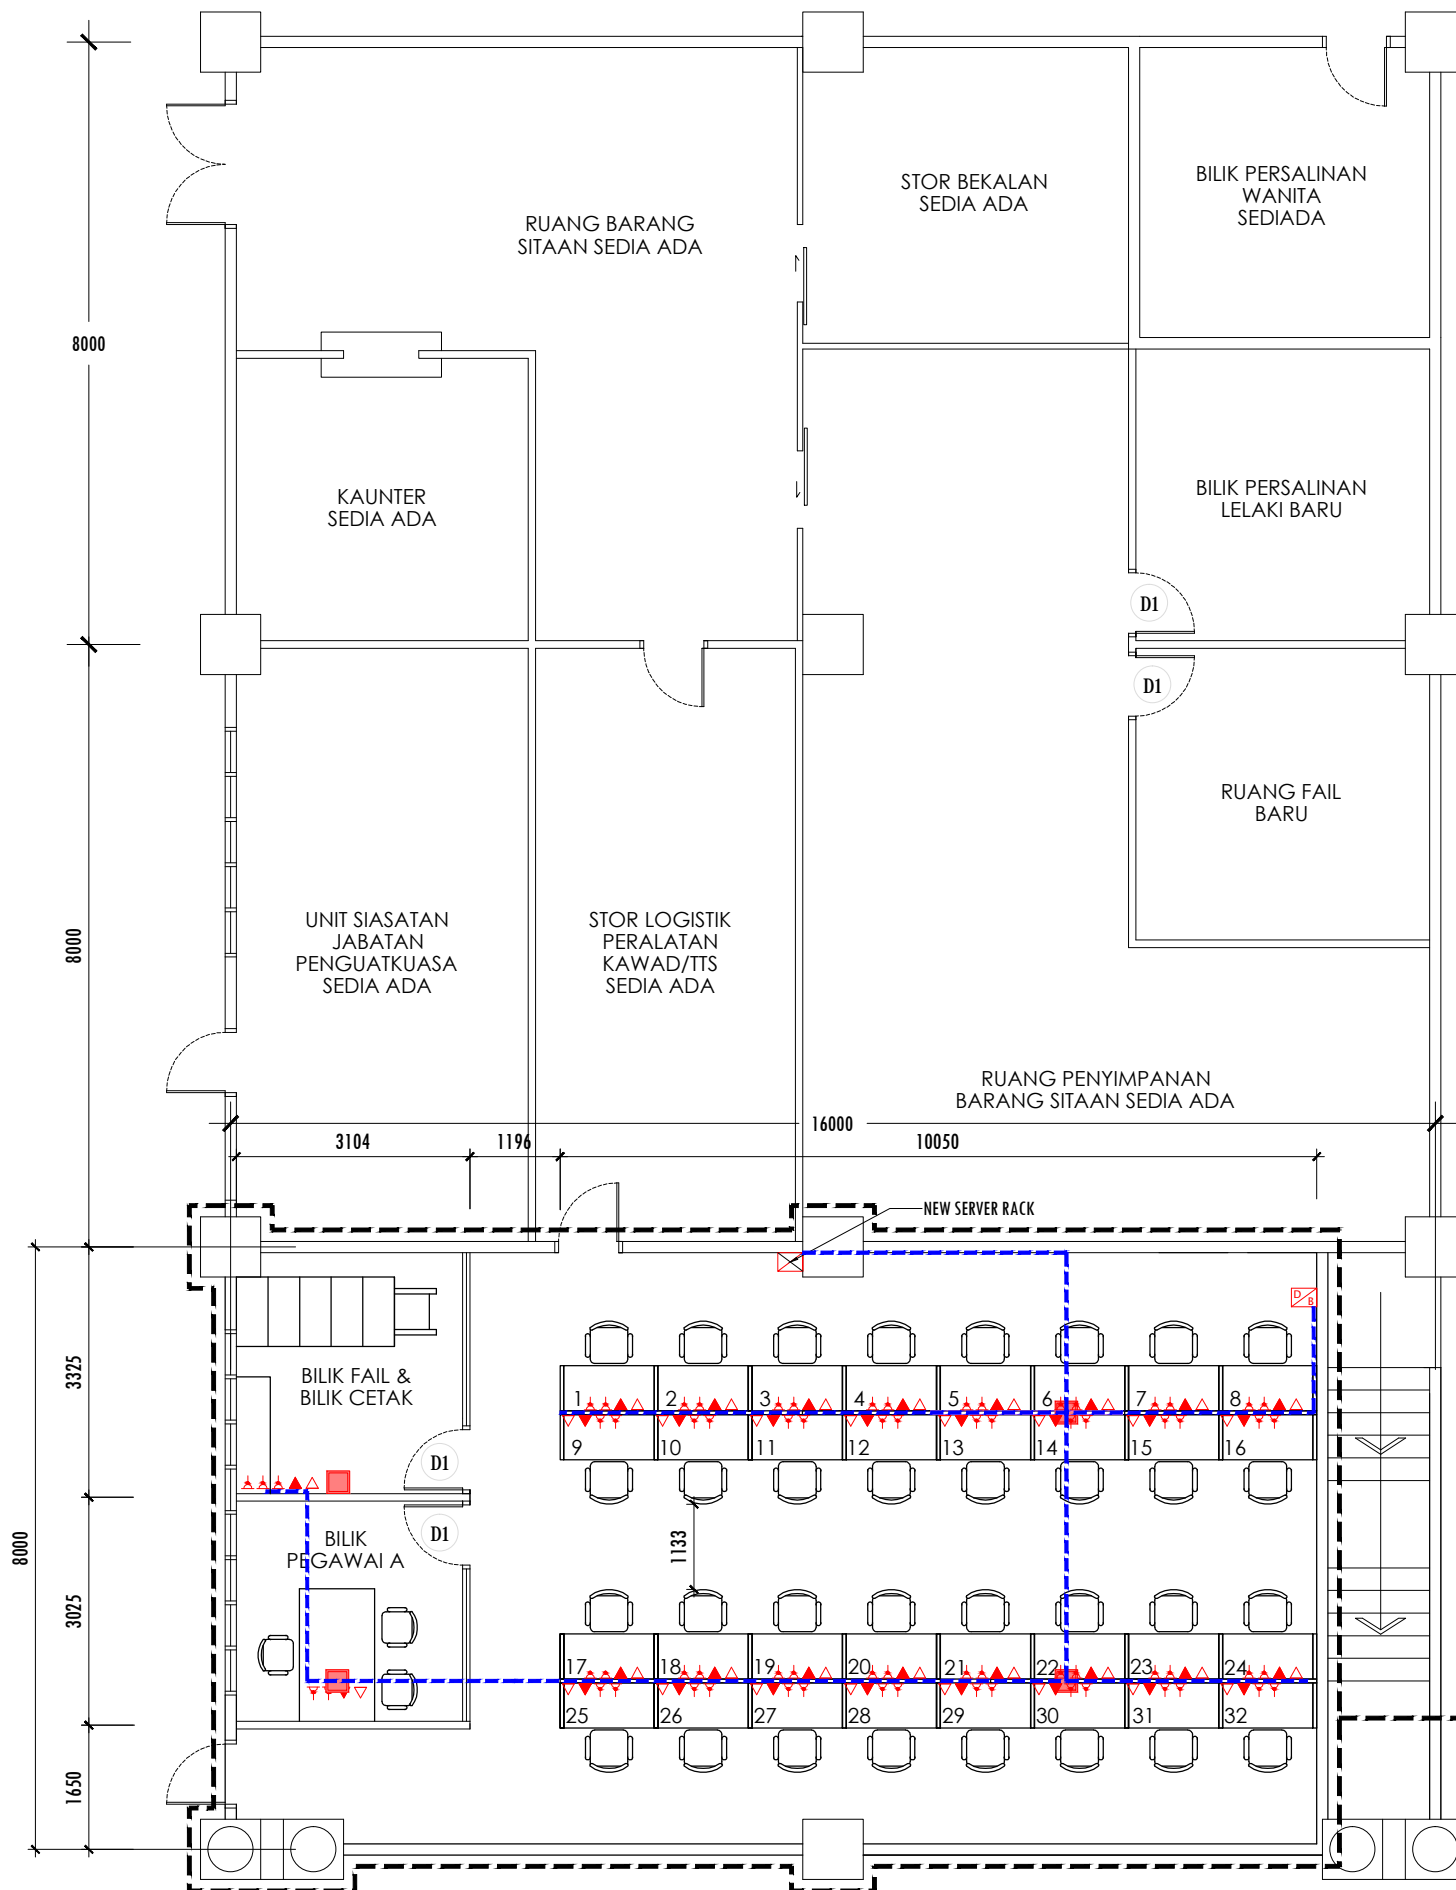 STOR BEKALAN
SEDIA ADA
BILIK PERSALINAN
WANITA
SEDIADA
RUANG BARANG
SITAAN SEDIA ADA
8000
KAUNTER
SEDIA ADA
BILIK PERSALINAN
LELAKI BARU
D1
D1
RUANG FAIL
BARU
8000
UNIT SIASATAN
JABATAN
PENGUATKUASA
SEDIA ADA
STOR LOGISTIK
PERALATAN
KAWAD/TTS
SEDIA ADA
RUANG PENYIMPANAN
BARANG SITAAN SEDIA ADA
16000
3104
1196
10050
NEW SERVER RACK
D
B
3325
BILIK FAIL &
BILIK CETAK
1 2 3 4 5 6 7 8
9 10 11 12 13 14 15 16
D1
D1
8000
BILIK
PEGAWAI A
1133
3025
17 18 19 20 21 22 23 24
25 26 27 28 29 30 31 32
1650